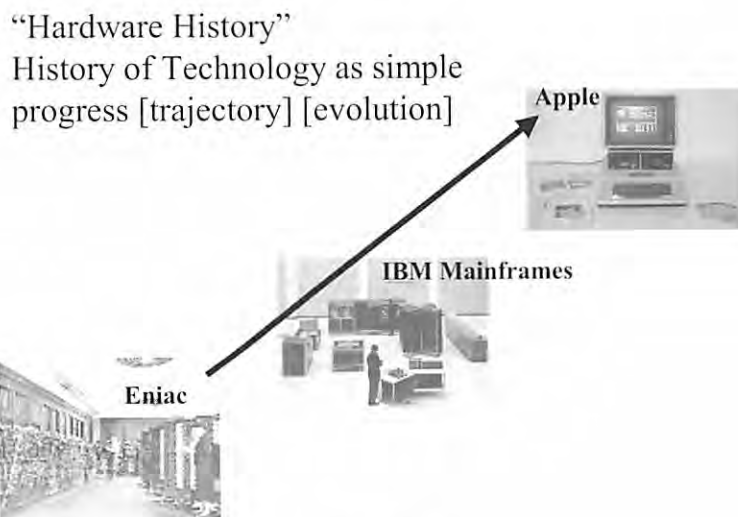 “Hardware History”
History of Technology as simple
progress [trajectory] [evolution]
Apple
IBM Mainframes
Eniac